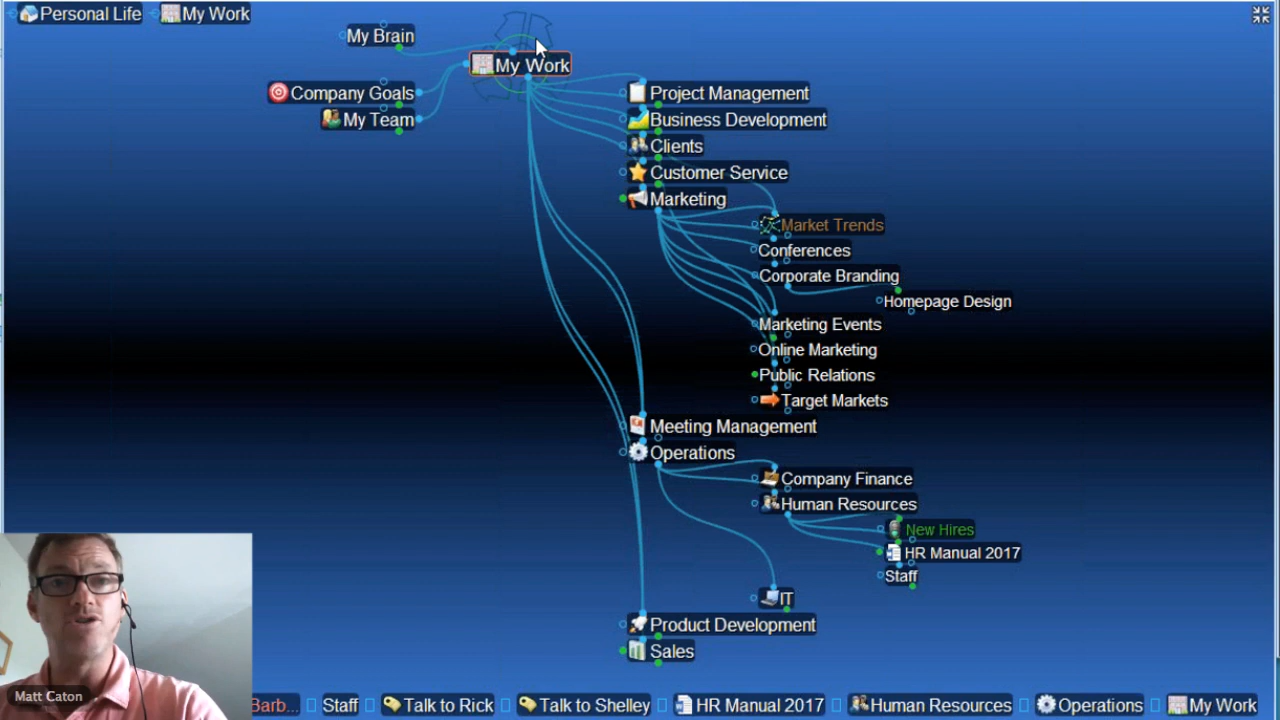 Personal Life
My Work
My Brain
My Work
Company Goals
My Team
Project Management
Business Development
Clients
Customer Service
Marketing
Market Trends
Conferences
Corporate Branding
Homepage Design
Marketing Events
Online Marketing
Public Relations
Target Markets
Meeting Management
Operations
Company Finance
Human Resources
New Hires
HR Manual 2017
Staff
IT
Product Development
Sales
Matt Caton
Barb... Staff Talk to Rick Talk to Shelley HR Manual 2017 Human Resources Operations My Work